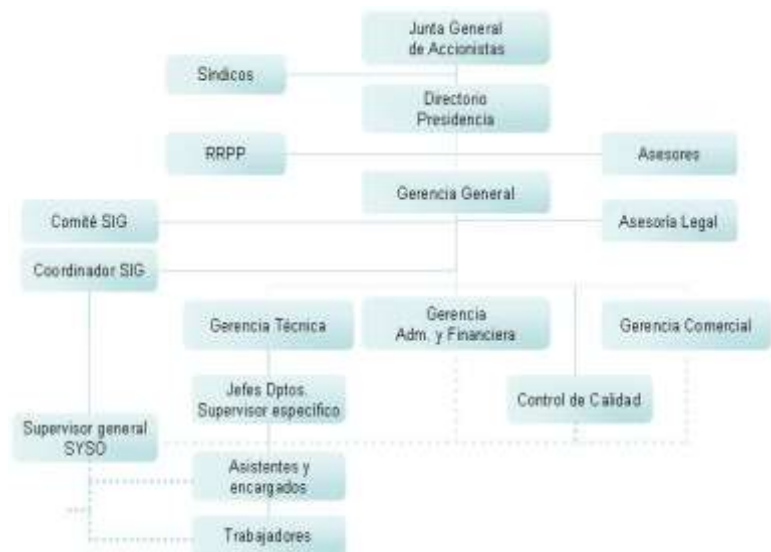 Junta General
de Accionistas
Síndicos
Directorio
Presidencia
RRPP
Asesores
Gerencia General
Comité SIG
Asesoría Legal
Coordinador SIG
Gerencia Técnica
Gerencia
Adm. y Financiera
Gerencia Comercial
Jefes Dptos.
Supervisor específico
Control de Calidad
Supervisor general
SYSO
Asistentes y
encargados
Trabajadores